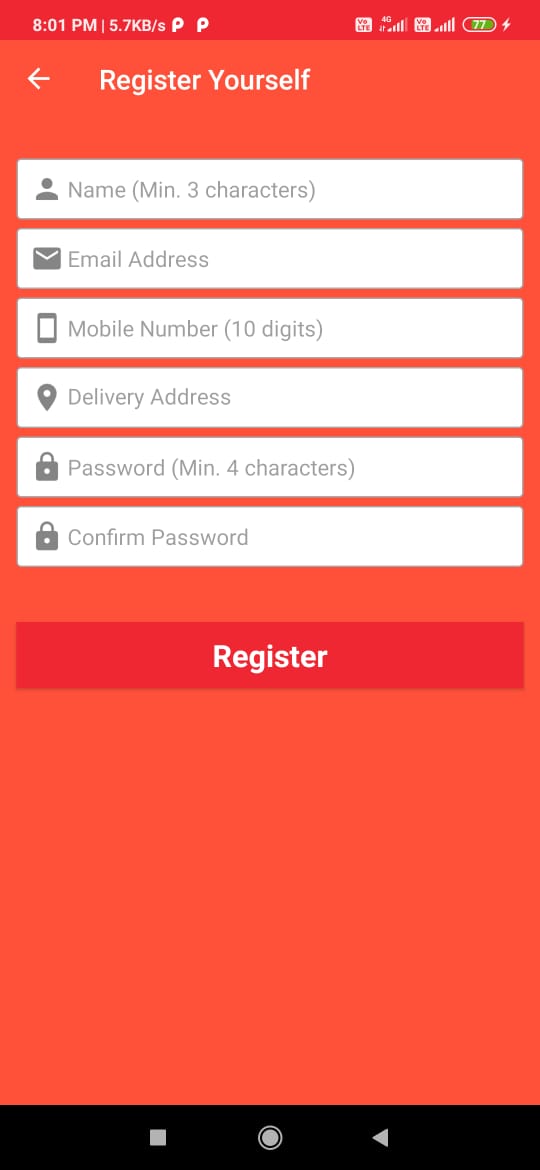 8:01 PM | 5.7KB/s
Vo LTE 4G Vo LTE 77
Register Yourself
Name (Min. 3 characters)
Email Address
Mobile Number (10 digits)
Delivery Address
Password (Min. 4 characters)
Confirm Password
Register